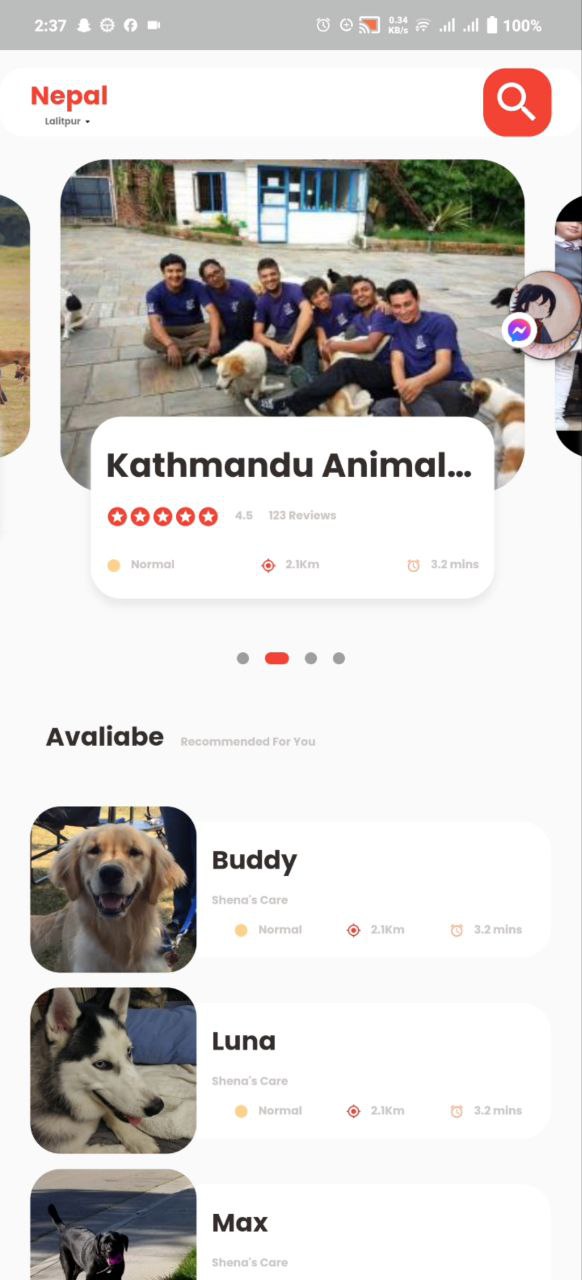 2:37
0.34
KB/s
100%
Nepal
Lalitpur
Kathmandu Animal...
4.5 123 Reviews
Normal 2.1Km 3.2 mins
Avaliabe Recommended For You
Buddy
Shena's Care
Normal 2.1Km 3.2 mins
Luna
Shena's Care
Normal 2.1Km 3.2 mins
Max
Shena's Care